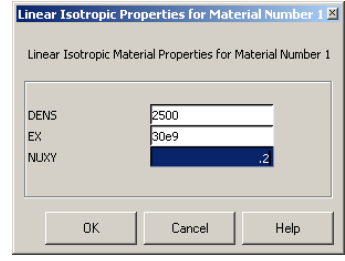 Linear Isotropic Properties for Material Number 1
Linear Isotropic Material Properties for Material Number 1
DENS 2500
EX 30e9
NUXY .2
OK Cancel Help